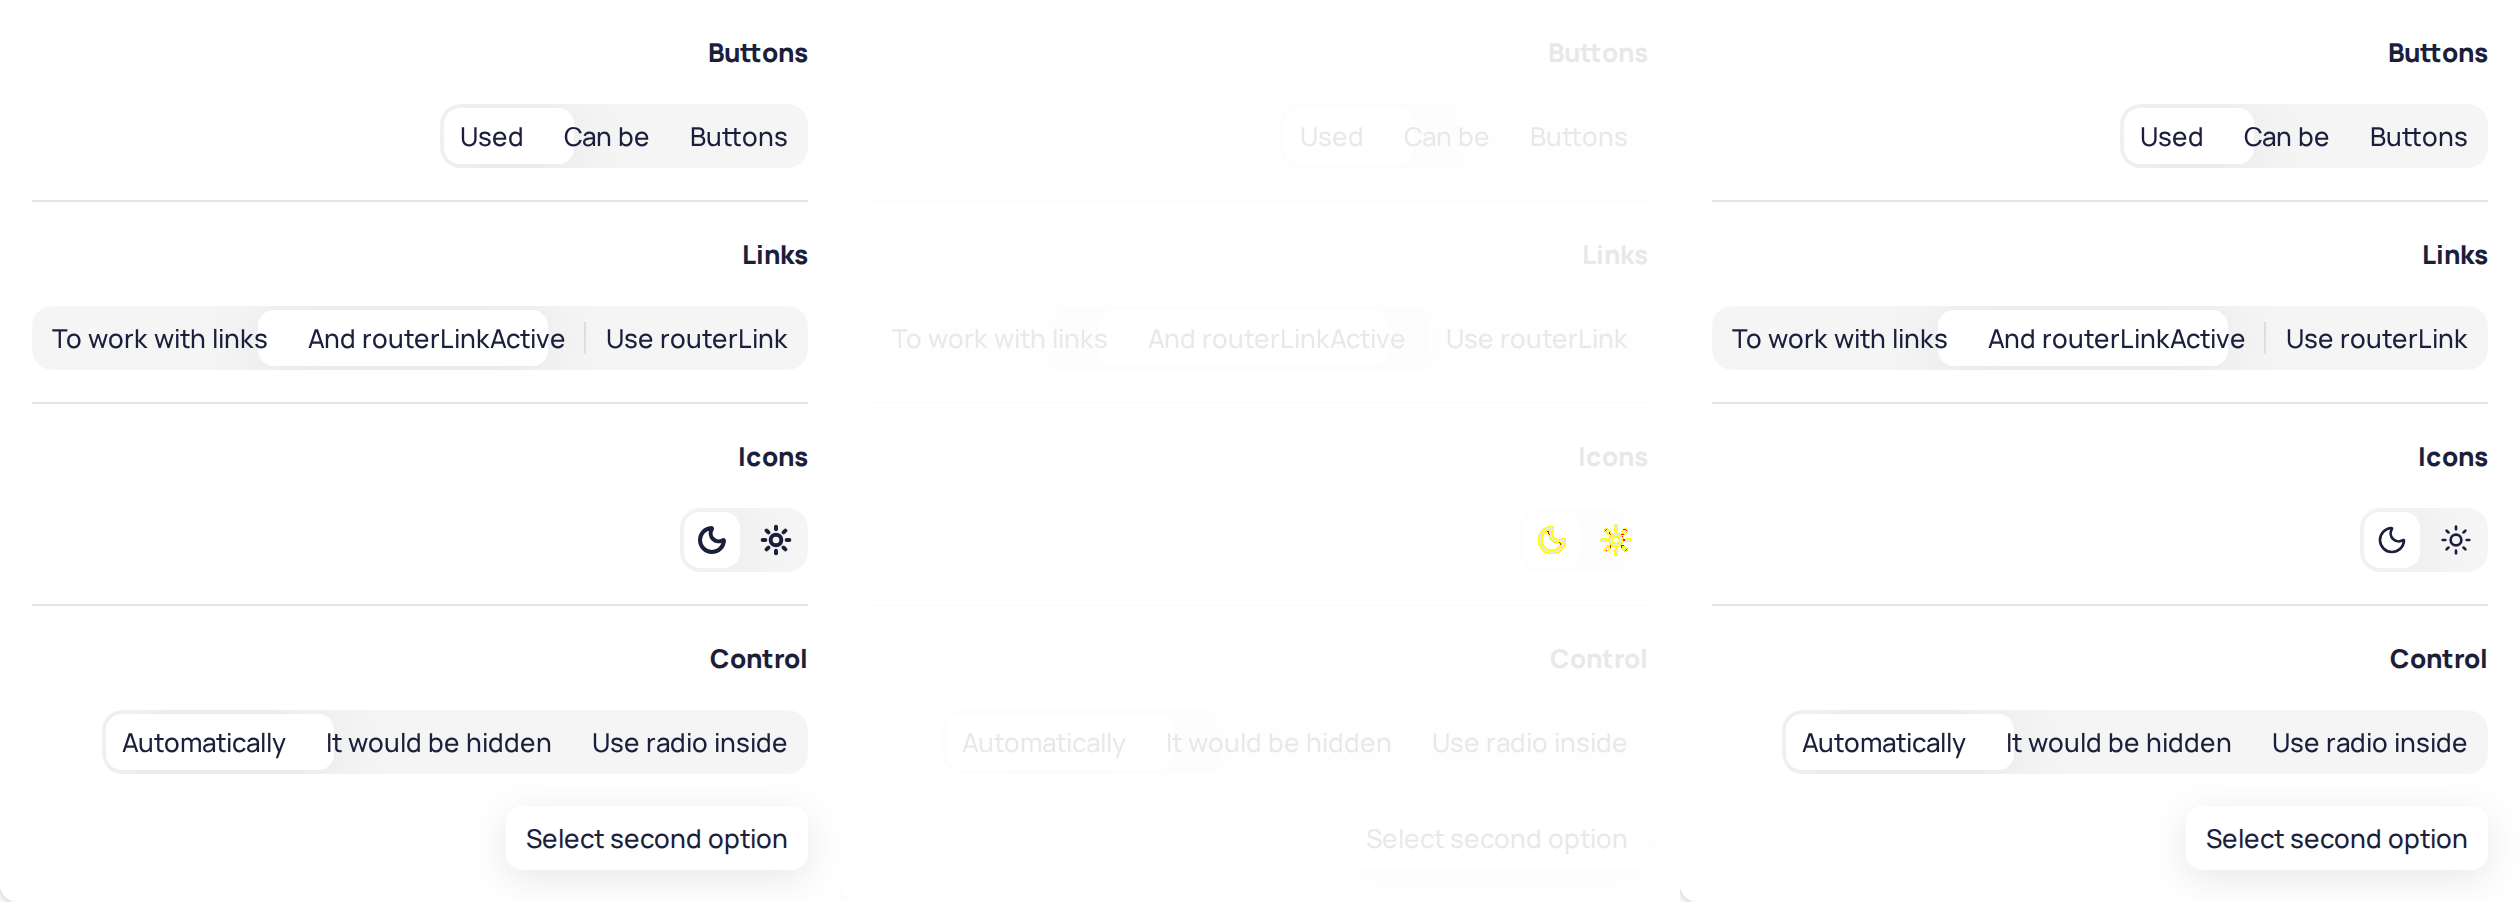 Buttons
Used Can be Buttons
Links
To work with links And routerLinkActive Use routerLink
Icons
Control
Automatically It would be hidden Use radio inside
Select second option
Buttons
Used Can be Buttons
Links
To work with links And routerLinkActive Use routerLink
Icons
Control
Automatically It would be hidden Use radio inside
Select second option
Buttons
Used Can be Buttons
Links
To work with links And routerLinkActive Use routerLink
Icons
Control
Automatically It would be hidden Use radio inside
Select second option